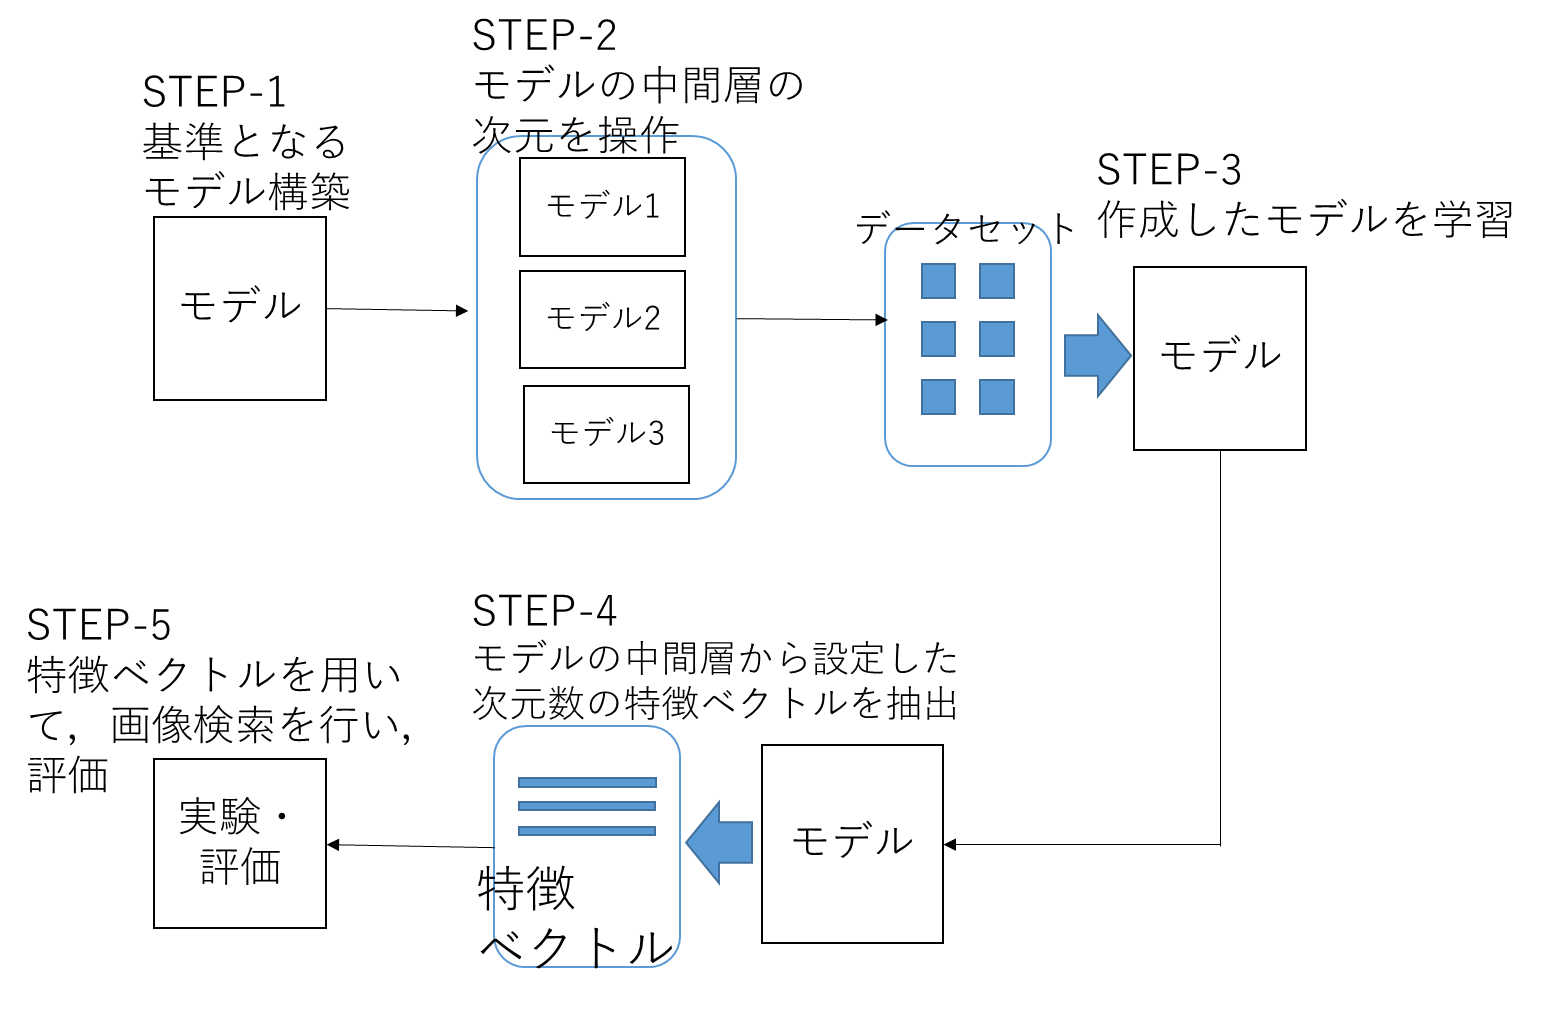 STEP-1
基準となる
モデル構築
モデル
STEP-2
モデルの中間層の
次元を操作
モデル1
モデル2
モデル3
データセット
STEP-3
作成したモデルを学習
モデル
STEP-4
モデルの中間層から設定した
次元数の特徴ベクトルを抽出
モデル
特徴
ベクトル
STEP-5
特徴ベクトルを用い
て，画像検索を行い，
評価
実験・
評価